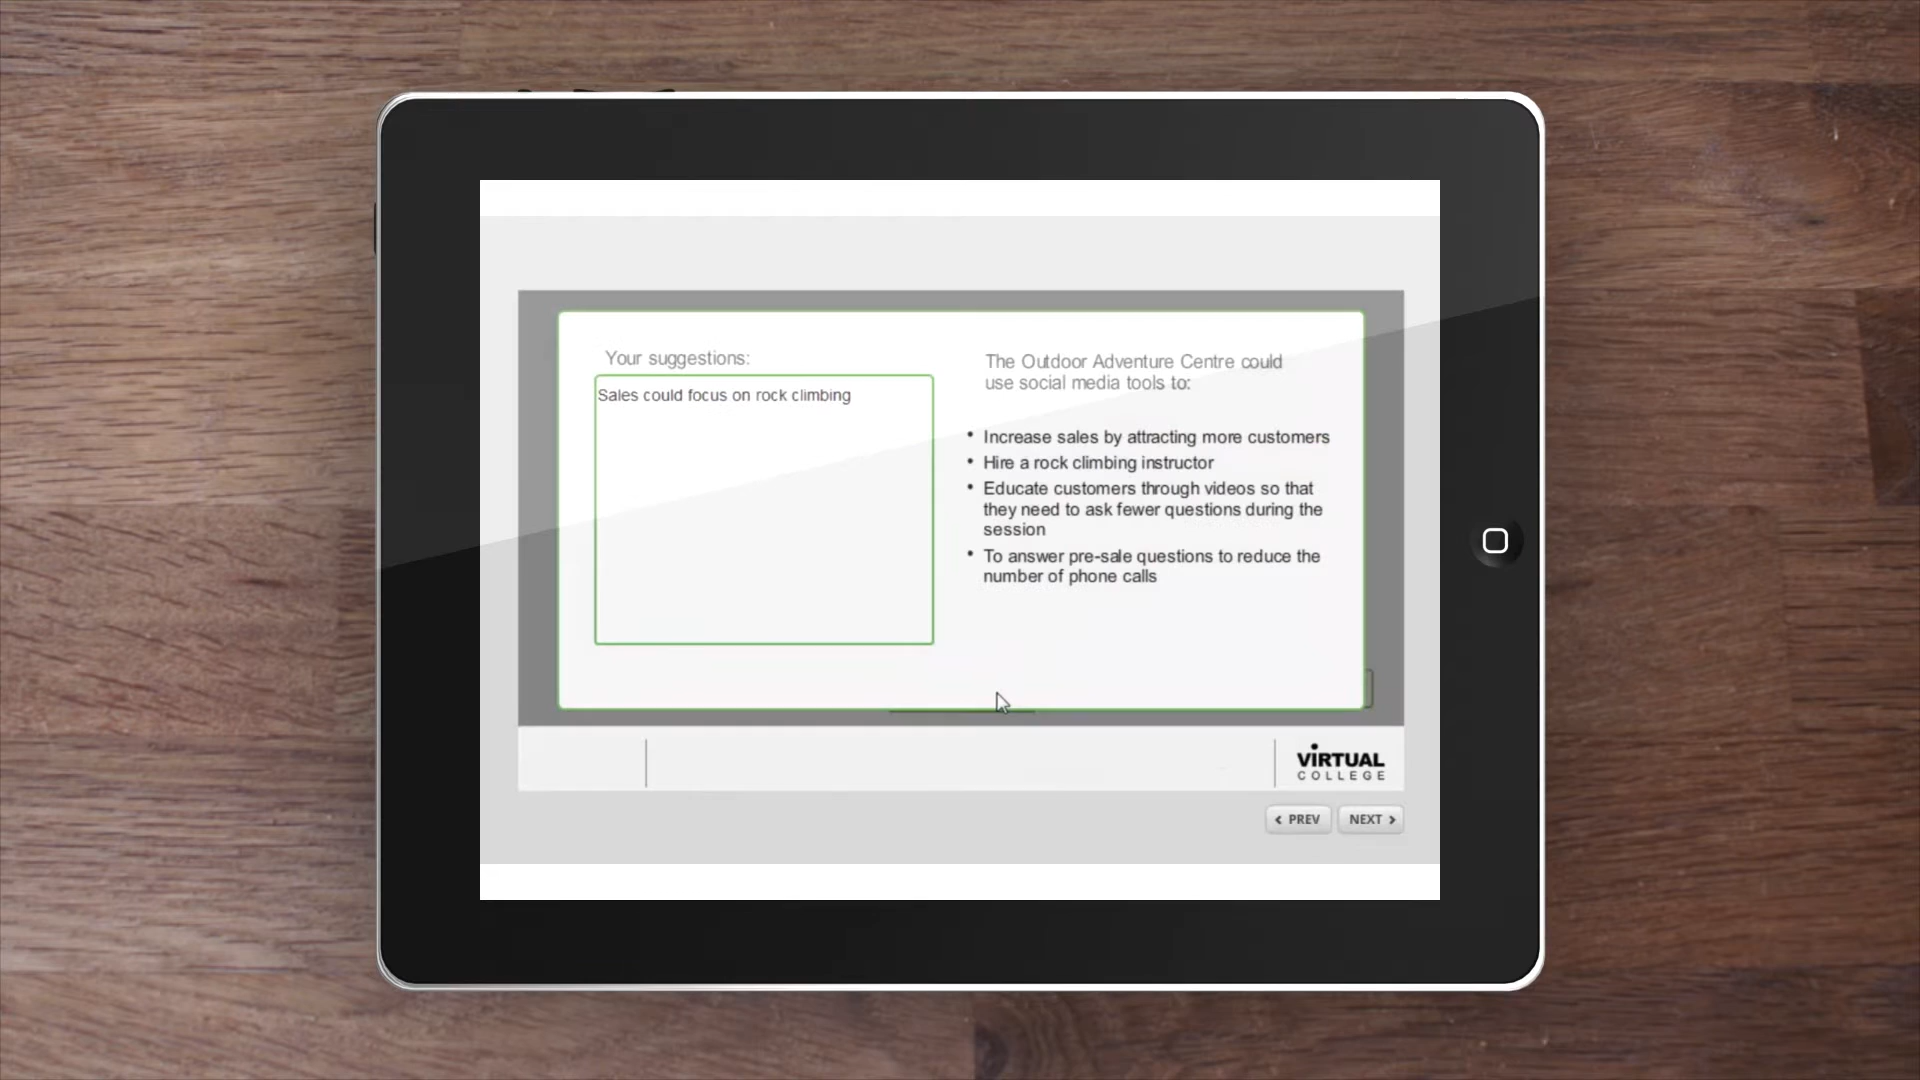 Your suggestions:
Sales could focus on rock climbing
The Outdoor Adventure Centre could
use social media tools to:
• Increase sales by attracting more customers
• Hire a rock climbing instructor
• Educate customers through videos so that
they need to ask fewer questions during the
session
• To answer pre-sale questions to reduce the
number of phone calls
VIRTUAL
COLLEGE
PREV
NEXT